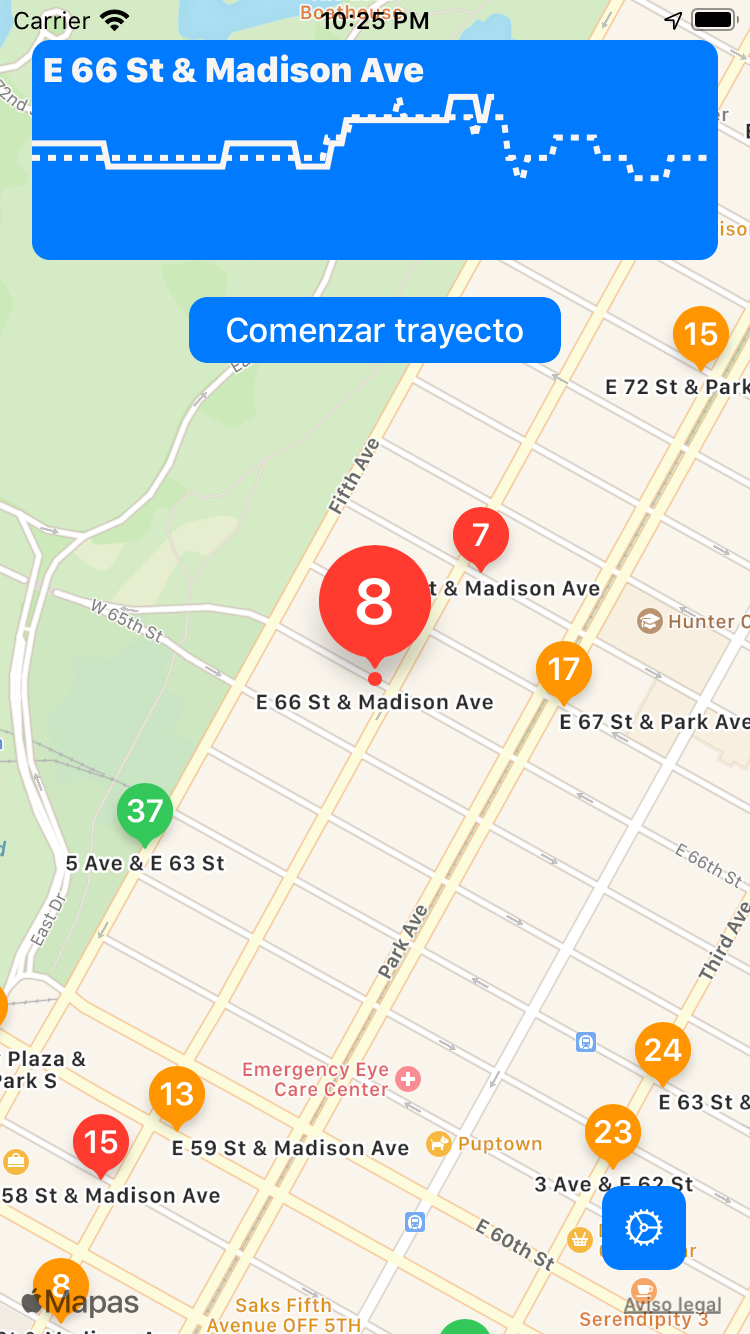 Carrier
10:25 PM
Boathouse
72nd
E 66 St & Madison Ave
Comenzar trayecto
15
E 72 St & Park
Fifth Ave
7
t & Madison Ave
8
E 66 St & Madison Ave
Hunter C
W 65th St
17
E 67 St & Park Ave
37
5 Ave & E 63 St
E 66th St
East Dr
Park Ave
Third Ave
Plaza &
Park S
Emergency Eye
Care Center
24
E 63 St &
13
E 59 St & Madison Ave
Puptown
23
3 Ave & E 62 St
15
58 St & Madison Ave
E 60th St
8
Mapas
Saks Fifth
Avenue OFF 5TH
Aviso legal
Serendipity 3